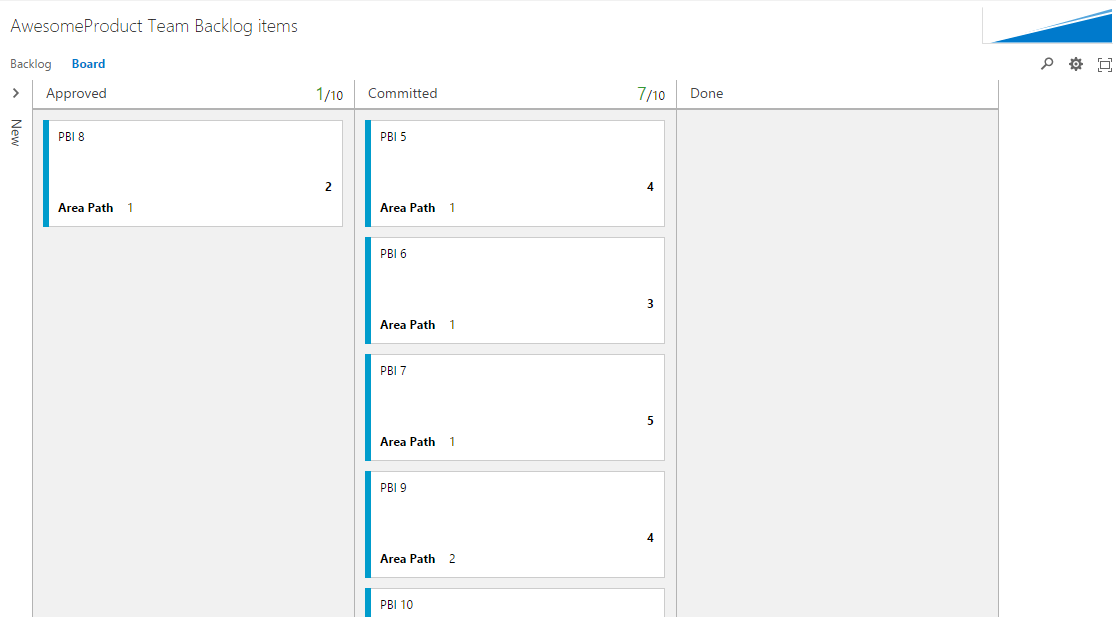 AwesomeProduct Team Backlog items
Backlog Board
Approved 1/10
Committed 7/10
Done
New
PBI 8
2
Area Path 1
PBI 5
4
Area Path 1
PBI 6
3
Area Path 1
PBI 7
5
Area Path 1
PBI 9
4
Area Path 2
PBI 10